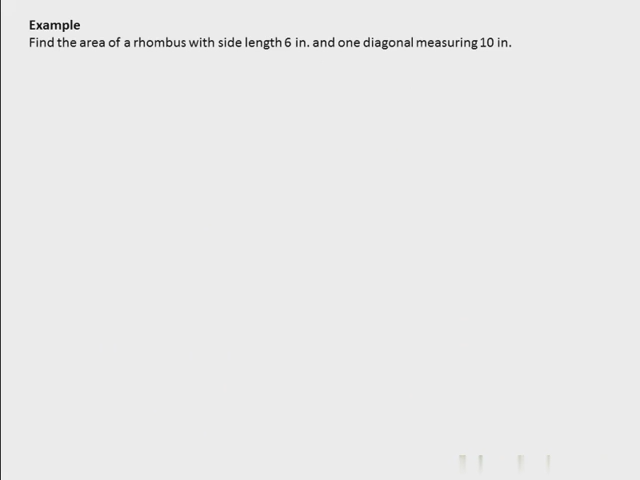 Example
Find the area of a rhombus with side length 6 in. and one diagonal measuring 10 in.